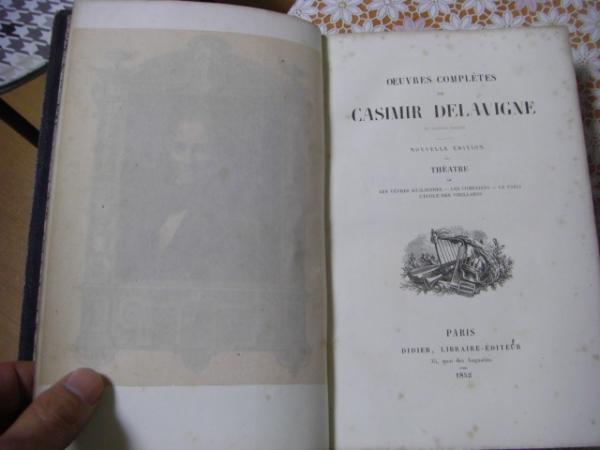 OEUVRES COMPLÈTES
DE
CASIMIR DELAVIGNE
NOUVELLE ÉDITION
THÉATRE
LES VÊPRES SICILIENNES — LES COMÉDIENS — LE PARIA
L'ÉCOLE DES VIEILLARDS
PARIS
DIDIER, LIBRAIRE-ÉDITEUR
35, quai des Augustins
1852